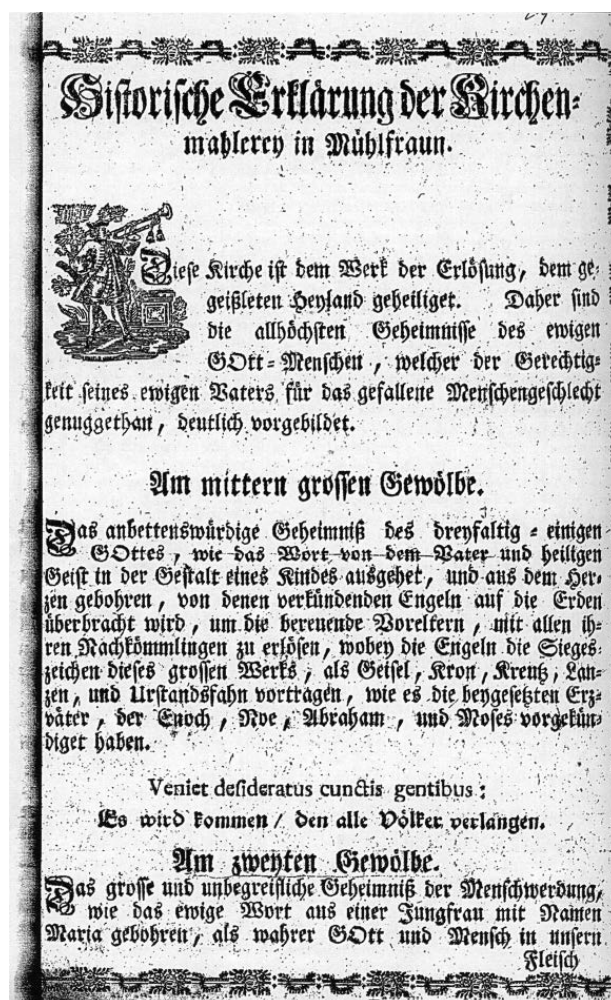 Historische Erklärung der Kirchen-
mahlerey in Mühlfraun.
Diese Kirche ist dem Werk der Erlösung, dem ge-
geißleten Heyland geheiliget. Daher sind
die allhöchsten Geheimnisse des ewigen
GOtt-Menschen, welcher der Gerechtig-
keit seines ewigen Vaters für das gefallene Menschengeschlecht
genuggethan, deutlich vorgebildet.
Am mittern grossen Gewölbe.
Das anbettenswürdige Geheimniß des dreyfaltig-einigen
GOttes, wie das Wort von dem Vater und heiligen
Geist in der Gestalt eines Kindes ausgehet, und aus dem Her-
zen gebohren, von denen verkündenden Engeln auf die Erden
überbracht wird, um die bereuende Voreltern, mit allen ih-
ren Nachkömmlingen zu erlösen, wobey die Engeln die Sieges-
zeichen dieses grossen Werks, als Geisel, Kron, Kreutz, Lan-
zen, und Urstandsfahn vortragen, wie es die beygesetzten Erz-
väter, der Enoch, Noe, Abraham, und Moses vorgekün-
diget haben.
Veniet desideratus cunctis gentibus:
Es wird kommen / den alle Völker verlangen.
Am zweyten Gewölbe.
Das grosse und unbegreifliche Geheimniß der Menschwerdung,
wie das ewige Wort aus einer Jungfrau mit Namen
Maria gebohren, als wahrer GOtt und Mensch in unsern
Fleisch